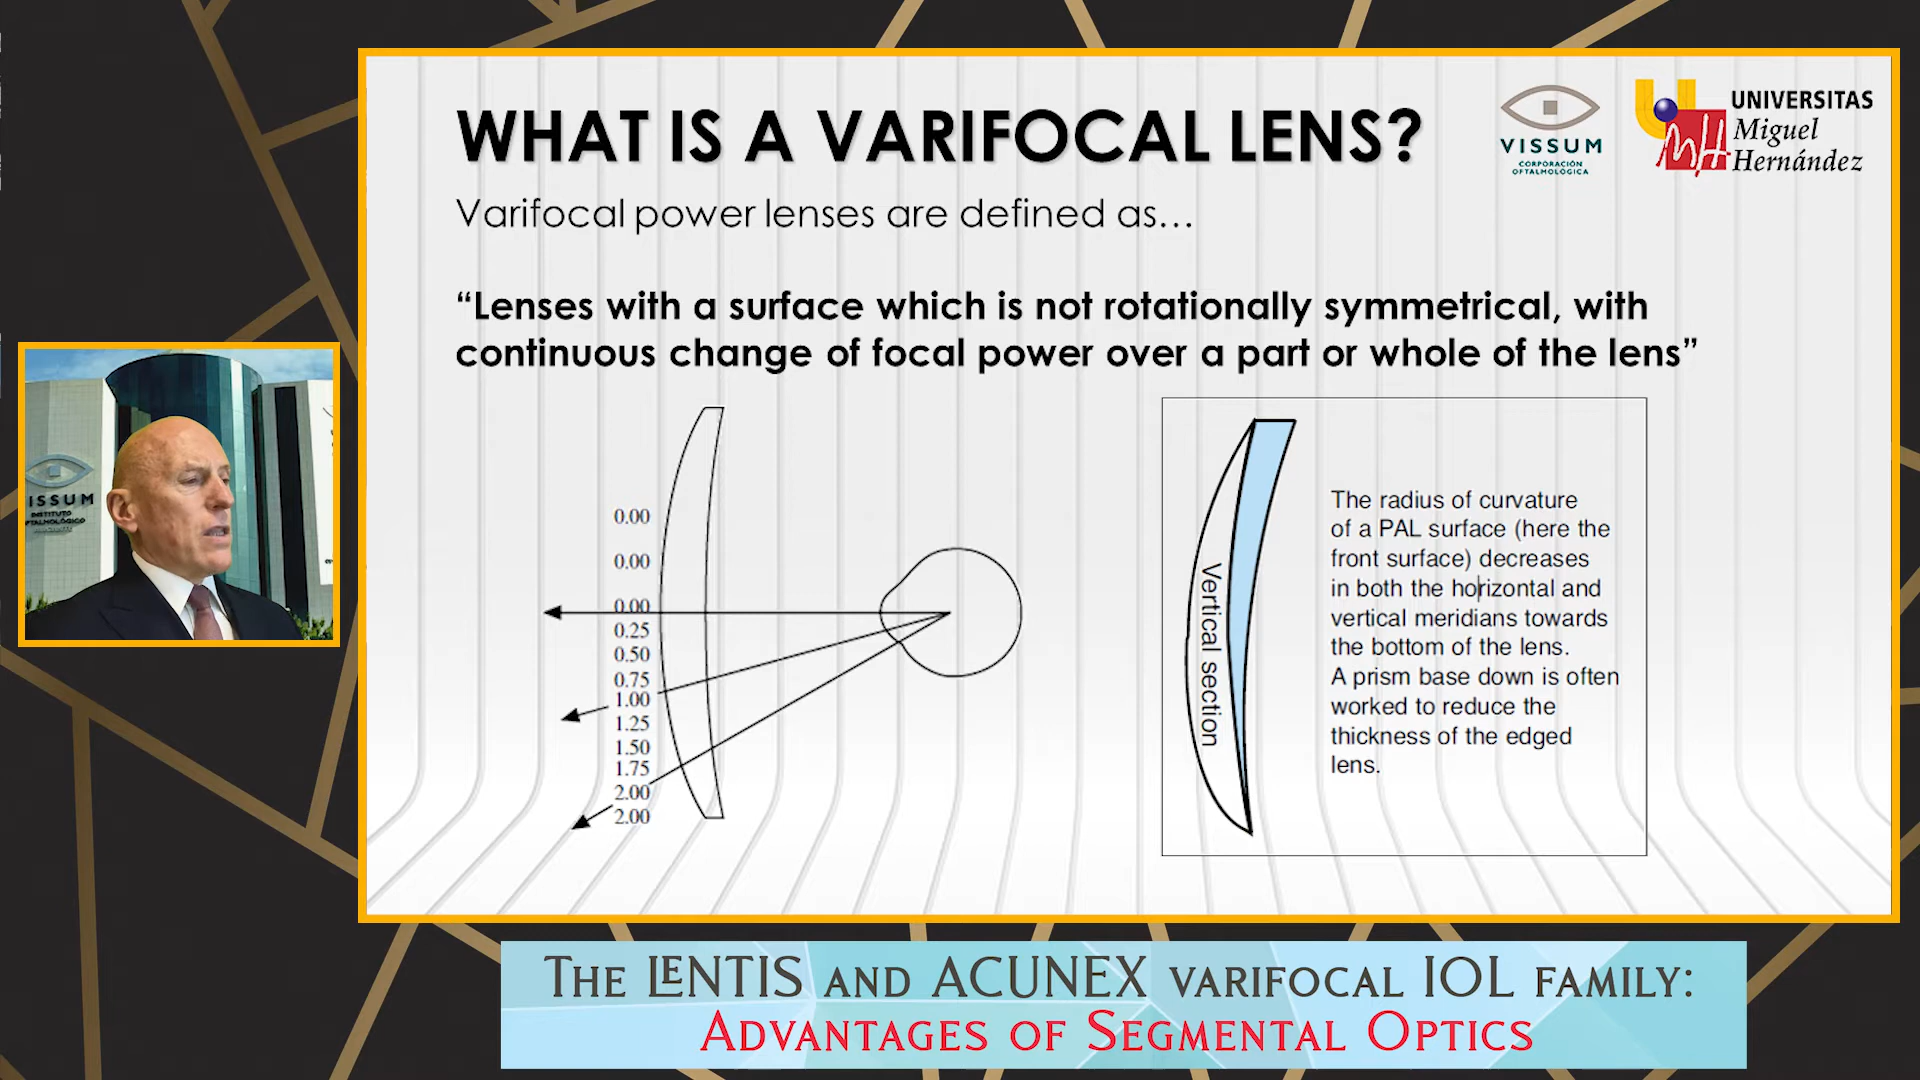 WHAT IS A VARIFOCAL LENS?
VISSUM
CORPORACIÓN
OFTALMOLÓGICA
UNIVERSITAS
Miguel
Hernández
Varifocal power lenses are defined as...
“Lenses with a surface which is not rotationally symmetrical, with
continuous change of focal power over a part or whole of the lens”
0.00
0.00
0.00
0.25
0.50
0.75
1.00
1.25
1.50
1.75
2.00
2.00
Vertical section
The radius of curvature
of a PAL surface (here the
front surface) decreases
in both the horizontal and
vertical meridians towards
the bottom of the lens.
A prism base down is often
worked to reduce the
thickness of the edged
lens.
ISSUM
INSTITUTO
FTALMOLÓGICO
THE LENTIS AND ACUNEX VARIFOCAL IOL FAMILY:
ADVANTAGES OF SEGMENTAL OPTICS